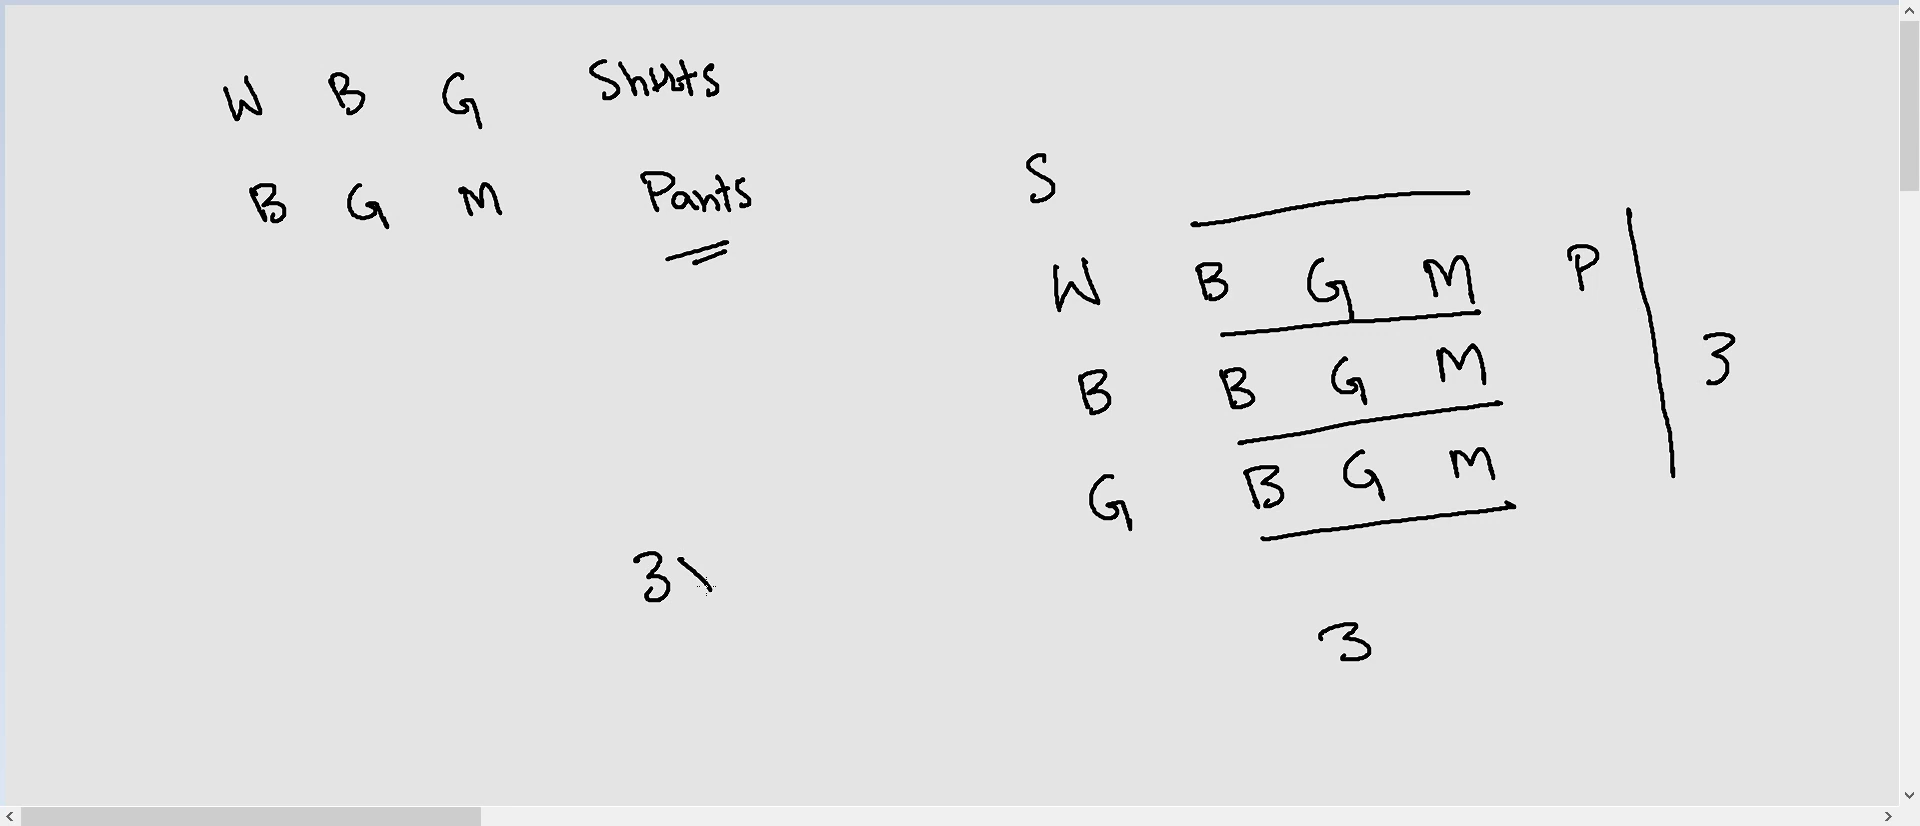 W B G Shirts
B G M Pants
S
W B G M P
B B G M 3
G B G M
3
3